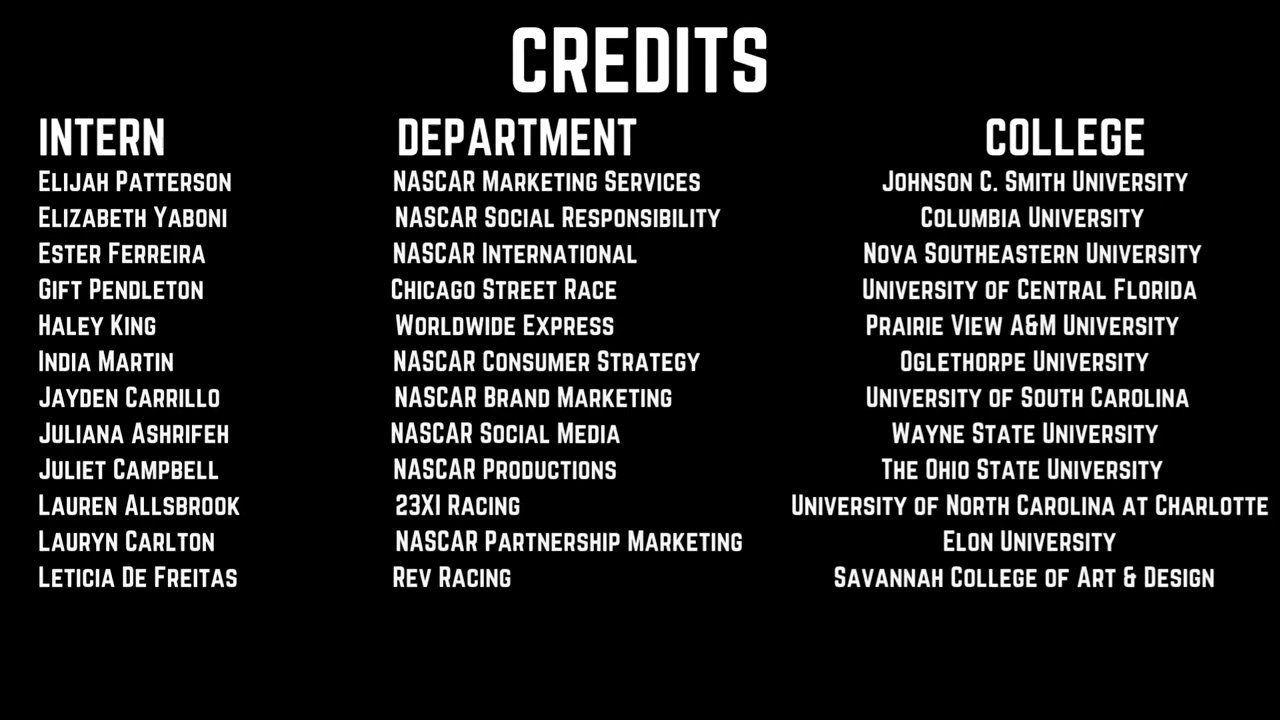 CREDITS
INTERN DEPARTMENT COLLEGE
Elijah Patterson NASCAR Marketing Services Johnson C. Smith University
Elizabeth Yaboni NASCAR Social Responsibility Columbia University
Ester Ferreira NASCAR International Nova Southeastern University
Gift Pendleton Chicago Street Race University of Central Florida
Haley King Worldwide Express Prairie View A&M University
India Martin NASCAR Consumer Strategy Oglethorpe University
Jayden Carrillo NASCAR Brand Marketing University of South Carolina
Juliana Ashrifeh NASCAR Social Media Wayne State University
Juliet Campbell NASCAR Productions The Ohio State University
Lauren Allsbrook 23XI Racing University of North Carolina at Charlotte
Lauryn Carlton NASCAR Partnership Marketing Elon University
Leticia De Freitas Rev Racing Savannah College of Art & Design